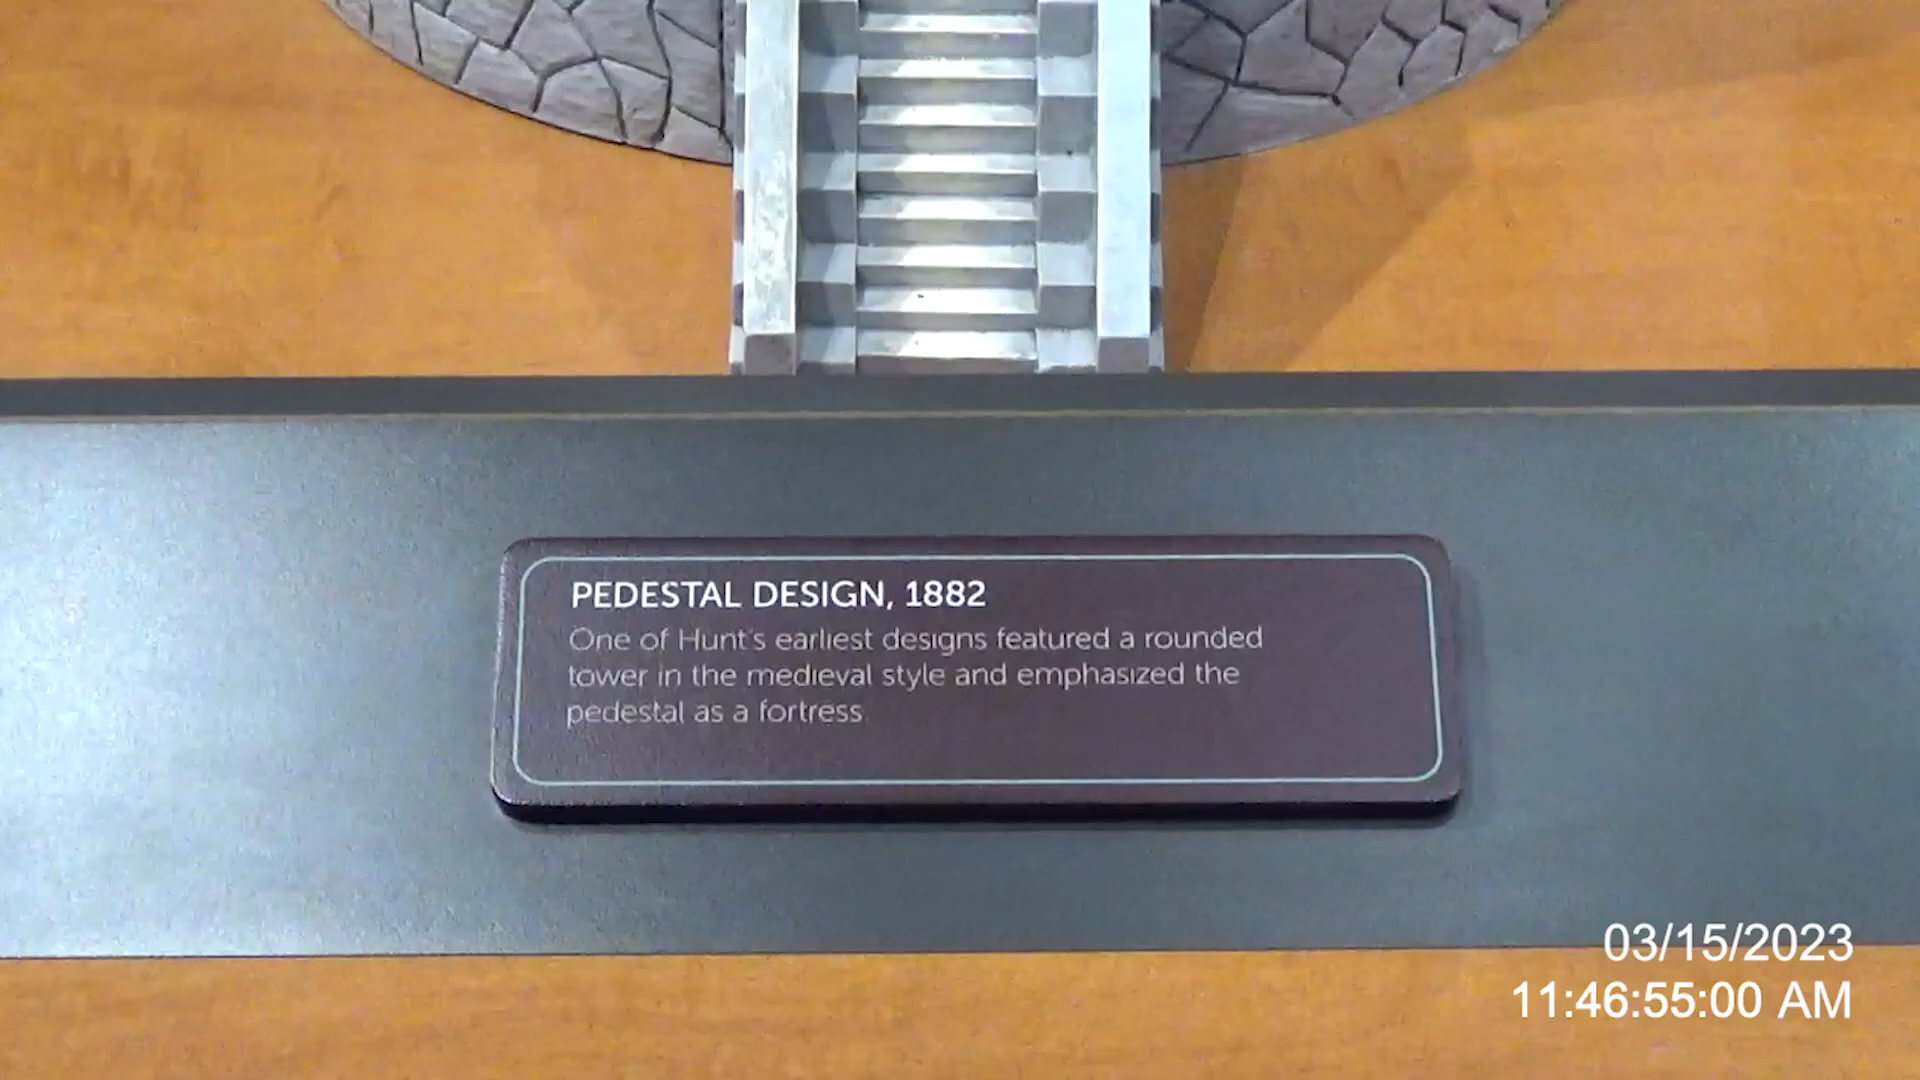 PEDESTAL DESIGN, 1882
One of Hunt's earliest designs featured a rounded
tower in the medieval style and emphasized the
pedestal as a fortress.
03/15/2023
11:46:55:00 AM